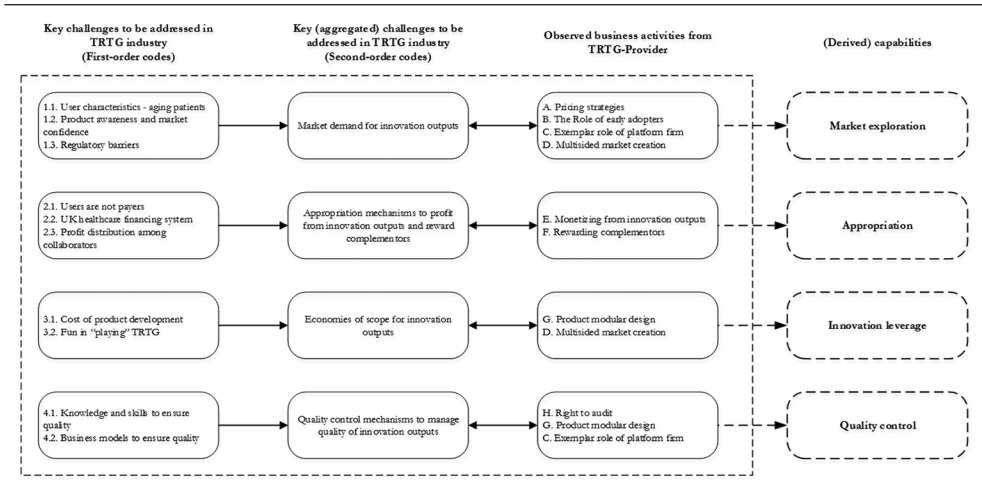 Key challenges to be addressed in
TRTG industry
(First-order codes)
Key (aggregated) challenges to be
addressed in TRTG industry
(Second-order codes)
Observed business activities from
TRTG-Provider
(Derived) capabilities
1.1. User characteristics - aging patients
1.2. Product awareness and market
confidence
1.3. Regulatory barriers
Market demand for innovation outputs
A. Pricing strategies
B. The Role of early adopters
C. Exemplar role of platform firm
D. Multisided market creation
Market exploration
2.1. Users are not payers
2.2. UK healthcare financing system
2.3. Profit distribution among
collaborators
Appropriation mechanisms to profit
from innovation outputs and reward
complementors
E. Monetizing from innovation outputs
F. Rewarding complementors
Appropriation
3.1. Cost of product development
3.2. Fun in “playing” TRTG
Economies of scope for innovation
outputs
G. Product modular design
D. Multisided market creation
Innovation leverage
4.1. Knowledge and skills to ensure
quality
4.2. Business models to ensure quality
Quality control mechanisms to manage
quality of innovation outputs
H. Right to audit
G. Product modular design
C. Exemplar role of platform firm
Quality control